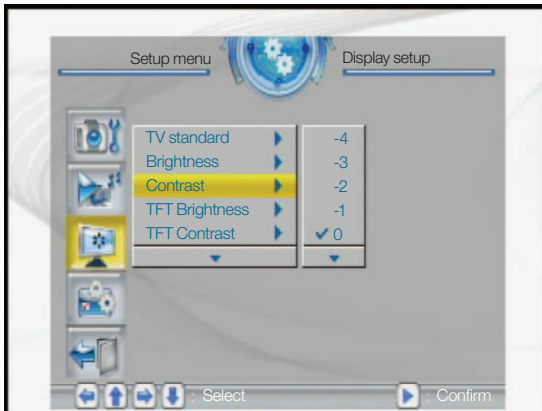 Setup menu
Display setup
TV standard
Brightness
Contrast
TFT Brightness
TFT Contrast
-4
-3
-2
-1
0
: Select
: Confirm